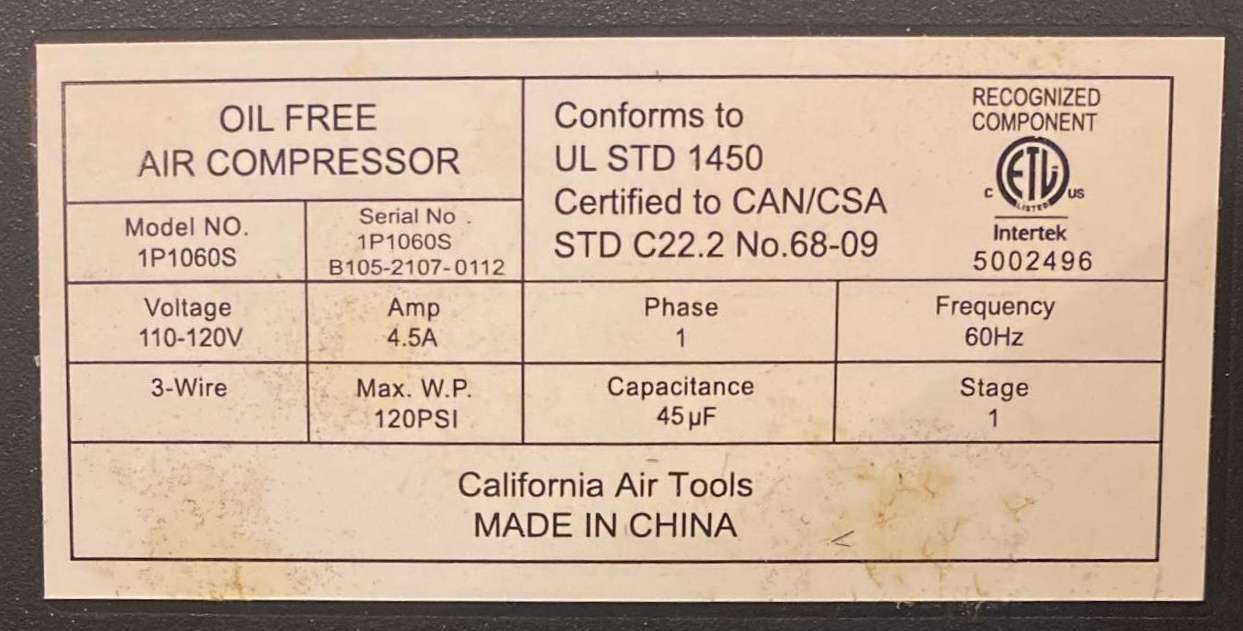 OIL FREE
AIR COMPRESSOR
Conforms to
UL STD 1450
Certified to CAN/CSA
STD C22.2 No.68-09
RECOGNIZED
COMPONENT
C ETL US
LISTED
Intertek
5002496
Model NO.
1P1060S
Serial No .
1P1060S
B105-2107-0112
Voltage
110-120V
Amp
4.5A
Phase
1
Frequency
60Hz
3-Wire
Max. W.P.
120PSI
Capacitance
45µF
Stage
1
California Air Tools
MADE IN CHINA